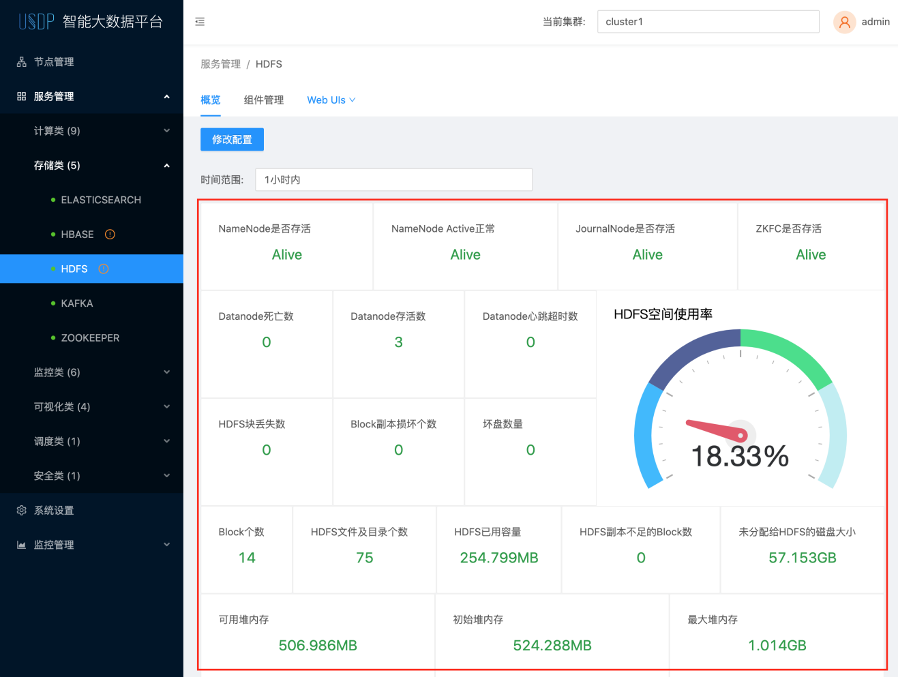 USDP 智能大数据平台
当前集群: cluster1 admin
节点管理
服务管理
计算类 (9)
存储类 (5)
ELASTICSEARCH
HBASE
HDFS
KAFKA
ZOOKEEPER
监控类 (6)
可视化类 (4)
调度类 (1)
安全类 (1)
系统设置
监控管理
服务管理 / HDFS
概览 组件管理 Web UIs
修改配置
时间范围: 1小时内
NameNode是否存活 NameNode Active正常 JournalNode是否存活 ZKFC是否存活
Alive Alive Alive Alive
Datanode死亡数 Datanode存活数 Datanode心跳超时数
0 3 0
HDFS块丢失数 Block副本损坏个数 坏盘数量
0 0 0
HDFS空间使用率
18.33%
Block个数 HDFS文件及目录个数 HDFS已用容量 HDFS副本不足的Block数 未分配给HDFS的磁盘大小
14 75 254.799MB 0 57.153GB
可用堆内存 初始堆内存 最大堆内存
506.986MB 524.288MB 1.014GB